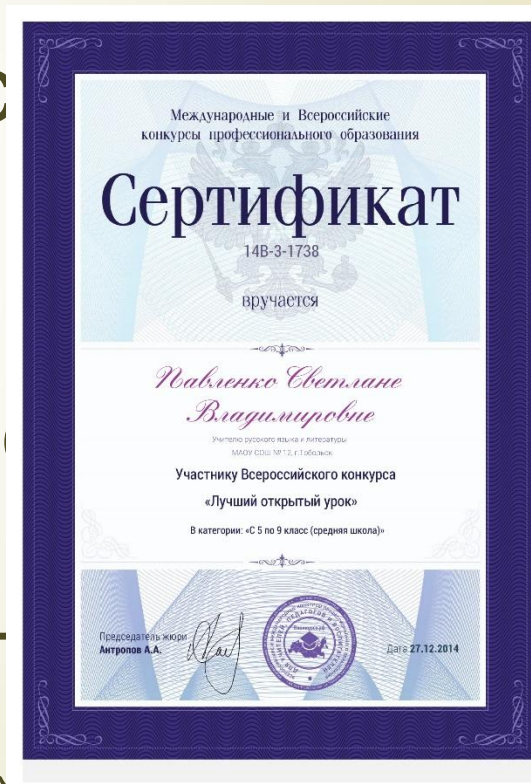 Международные и Всероссийские
конкурсы профессионального образования
Сертификат
14В-3-1738
вручается
Павленко Светлане
Владимировне
Учителю русского языка и литературы
МАОУ СОШ № 12, г.Тобольск
Участнику Всероссийского конкурса
«Лучший открытый урок»
В категории: «С 5 по 9 класс (средняя школа)»
Председатель жюри
Антропов А.А.
Дата 27.12.2014